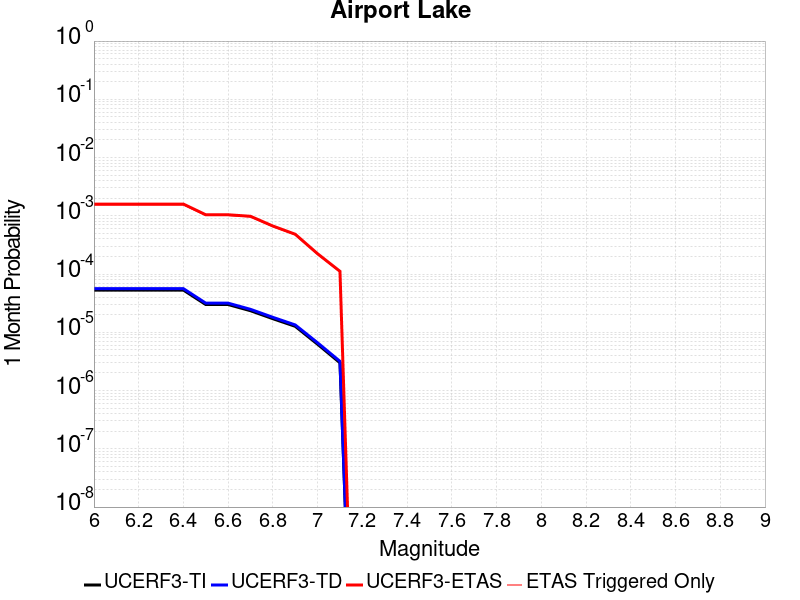 Airport Lake
10^0
10^-1
10^-2
10^-3
10^-4
10^-5
10^-6
10^-7
10^-8
1 Month Probability
6 6.2 6.4 6.6 6.8 7 7.2 7.4 7.6 7.8 8 8.2 8.4 8.6 8.8 9
Magnitude
UCERF3-TI UCERF3-TD UCERF3-ETAS ETAS Triggered Only